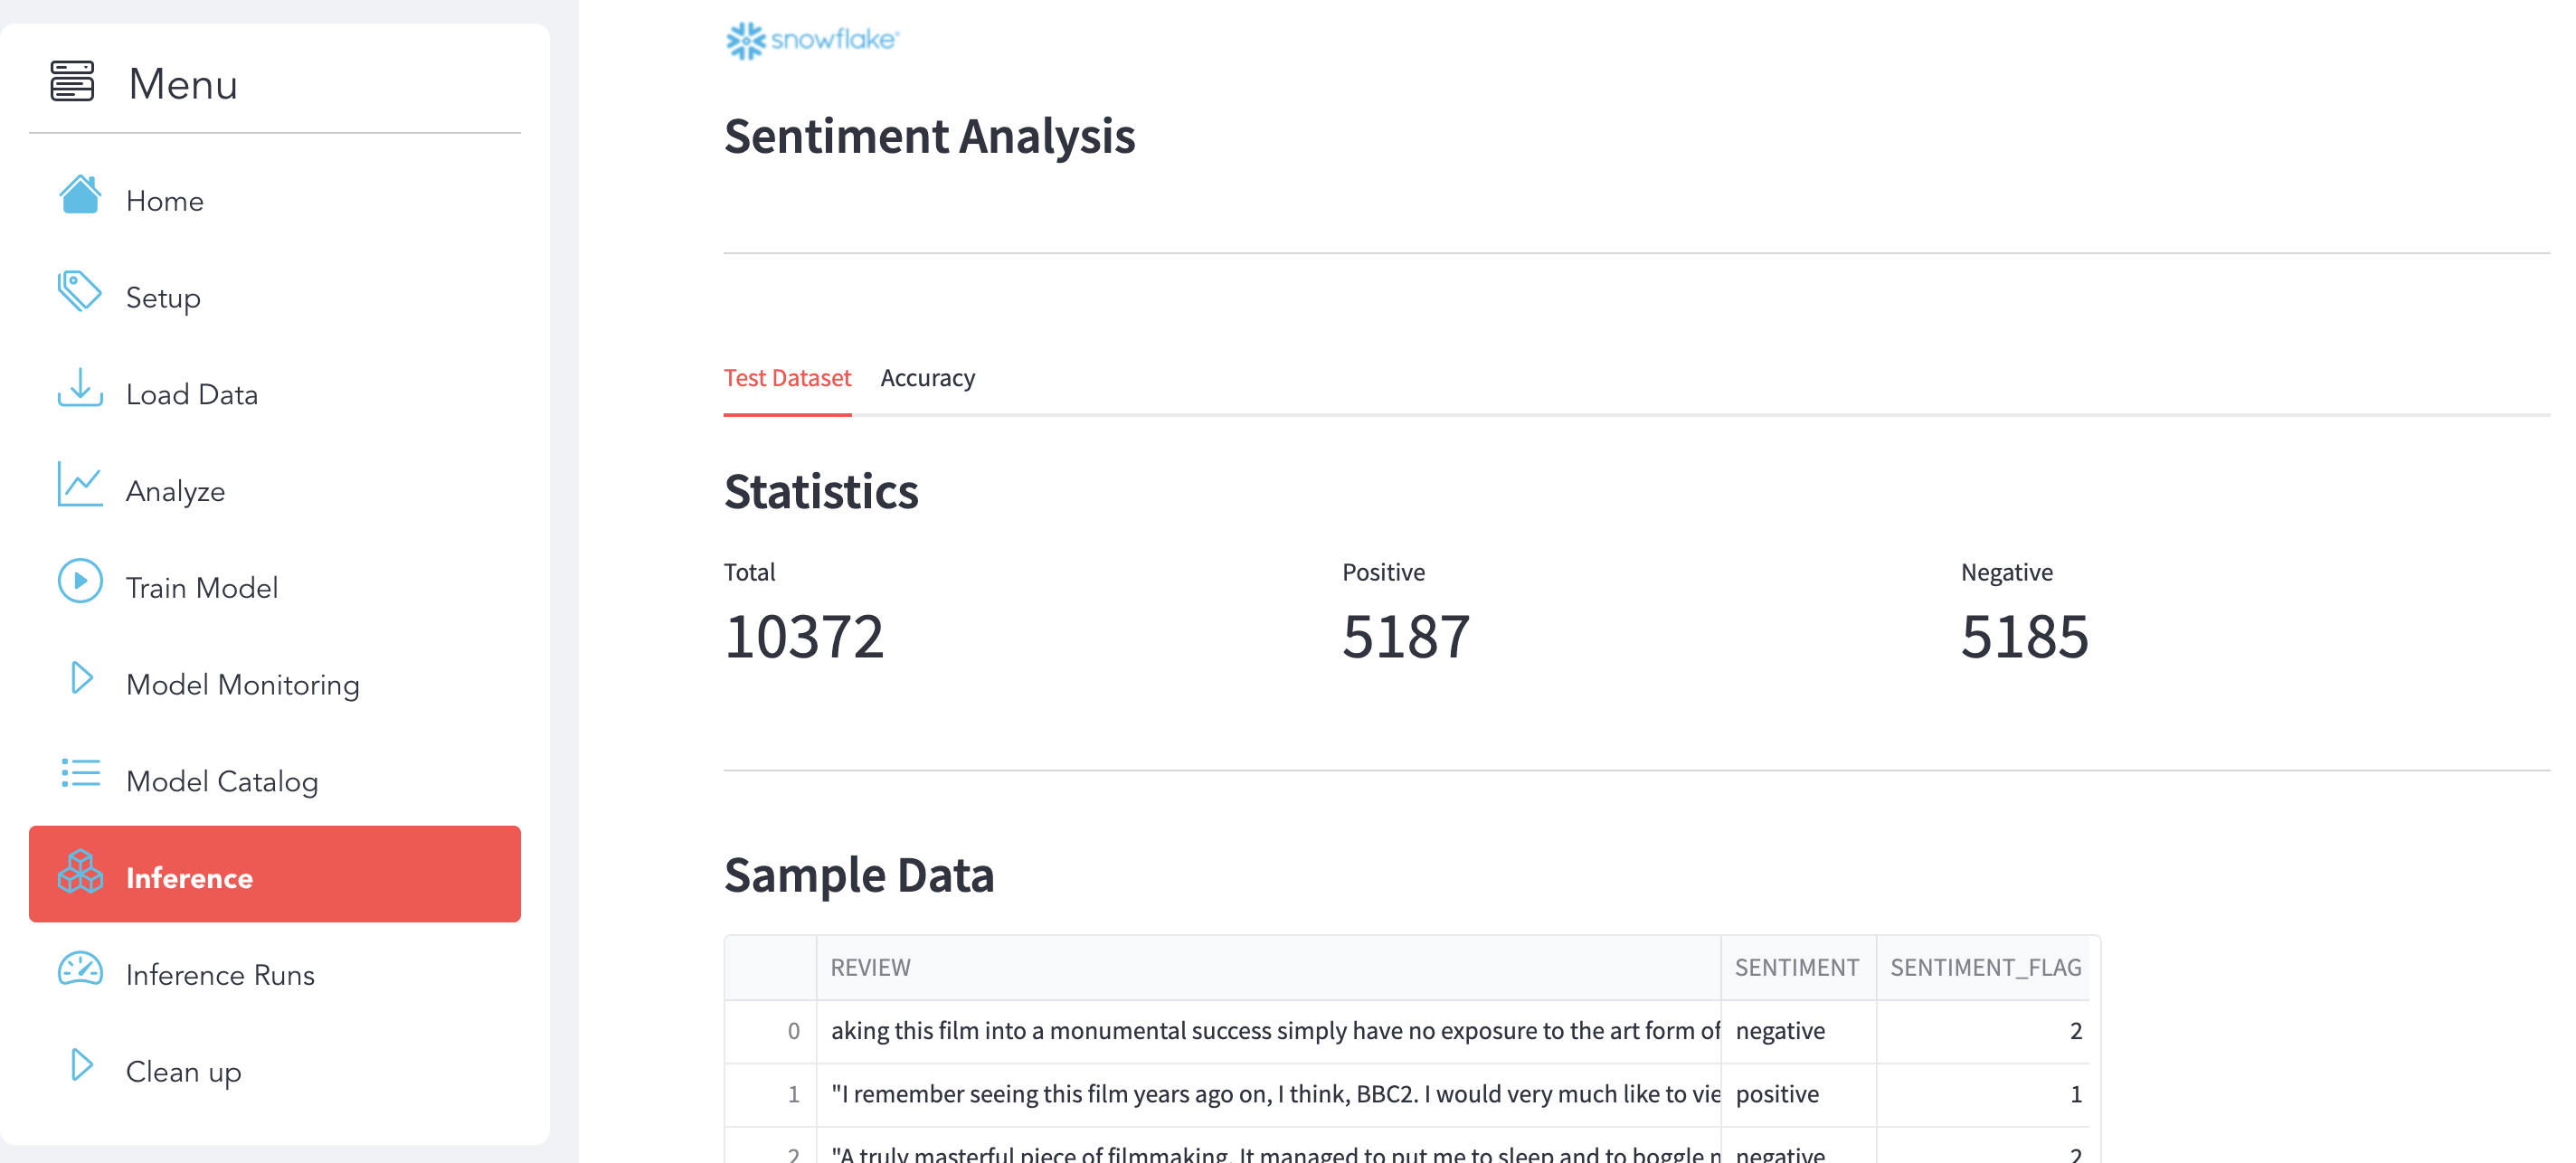 Menu
Home
Setup
Load Data
Analyze
Train Model
Model Monitoring
Model Catalog
Inference
Inference Runs
Clean up
snowflake®
Sentiment Analysis
Test Dataset Accuracy
Statistics
Total Positive Negative
10372 5187 5185
Sample Data
REVIEW SENTIMENT SENTIMENT_FLAG
0 aking this film into a monumental success simply have no exposure to the art form of negative 2
1 "I remember seeing this film years ago on, I think, BBC2. I would very much like to vie positive 1
2 "A truly masterful piece of filmmaking. It managed to put me to sleep and to boggle negative 2